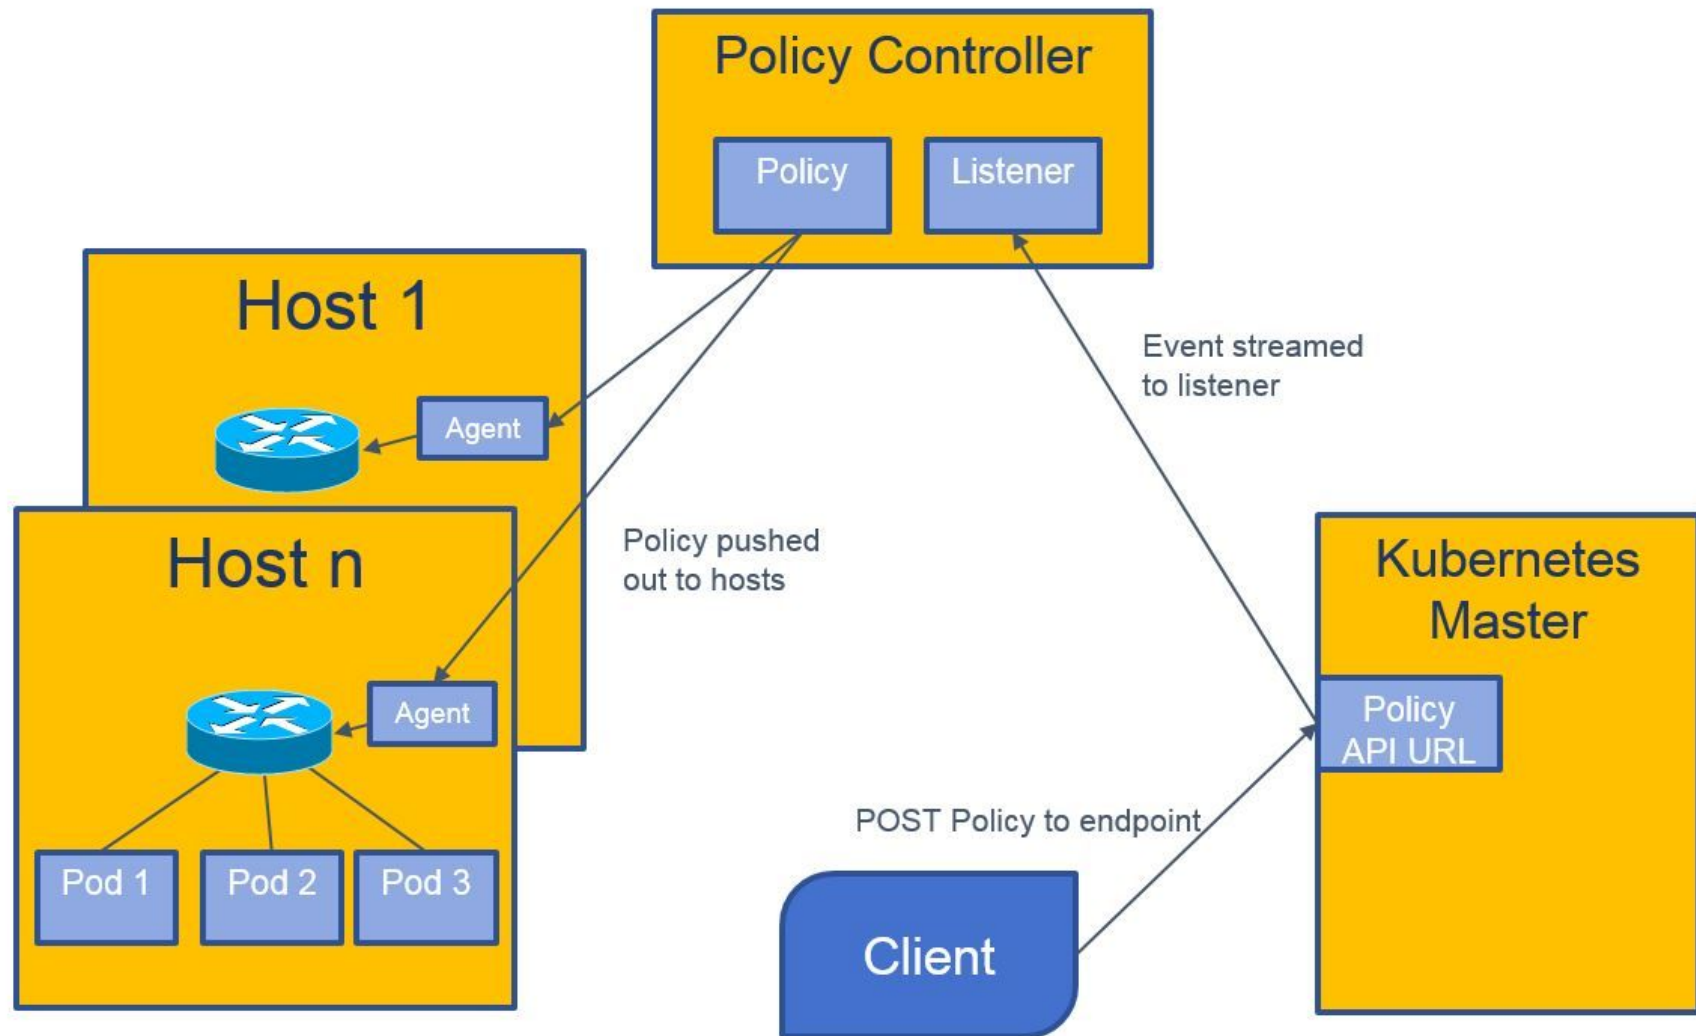 Policy Controller
Policy
Listener
Host 1
Agent
Event streamed
to listener
Host n
Policy pushed
out to hosts
Agent
Kubernetes
Master
Policy
API URL
POST Policy to endpoint
Pod 1
Pod 2
Pod 3
Client